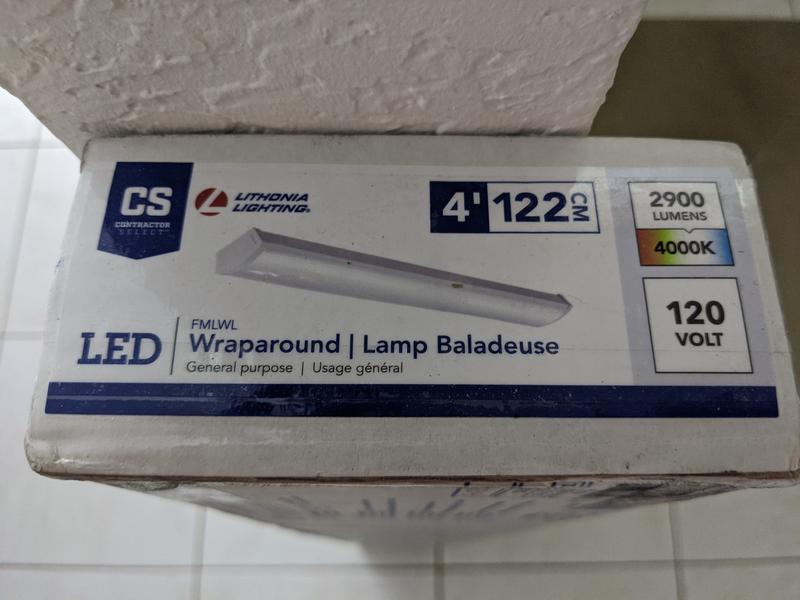 CS
CONTRACTOR
SELECT™
LITHONIA
LIGHTING®
4' 122 CM
2900
LUMENS
4000K
120
VOLT
LED
FMLWL
Wraparound | Lamp Baladeuse
General purpose | Usage général